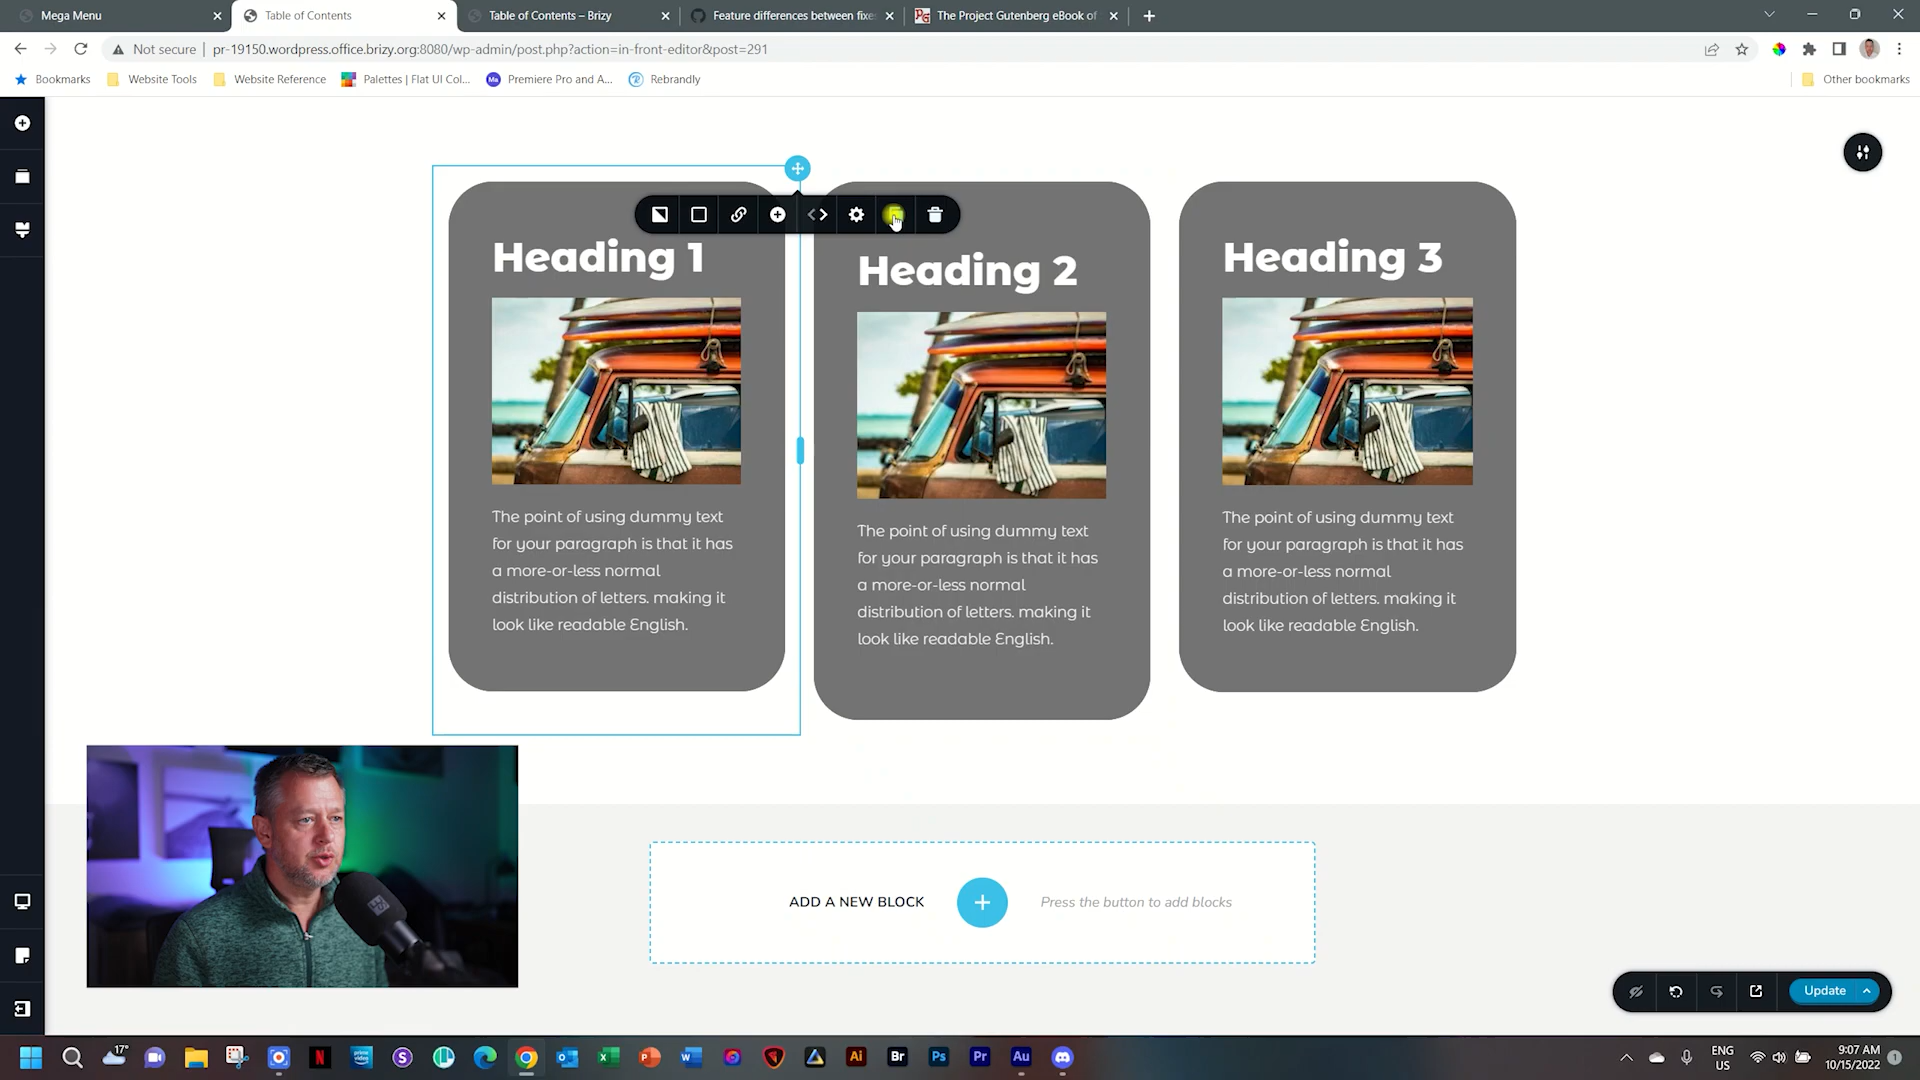 Mega Menu
Table of Contents
Table of Contents – Brizy
Feature differences between fixe
The Project Gutenberg eBook of
Not secure
pr-19150.wordpress.office.brizy.org:8080/wp-admin/post.php?action=in-front-editor&post=291
Bookmarks
Website Tools
Website Reference
Palettes | Flat UI Col...
Ma
Premiere Pro and A...
Rebrandly
Other bookmarks
Heading 1
The point of using dummy text
for your paragraph is that it has
a more-or-less normal
distribution of letters. making it
look like readable English.
Heading 2
The point of using dummy text
for your paragraph is that it has
a more-or-less normal
distribution of letters. making it
look like readable English.
Heading 3
The point of using dummy text
for your paragraph is that it has
a more-or-less normal
distribution of letters. making it
look like readable English.
ADD A NEW BLOCK
Press the button to add blocks
Update
17°
Ai
Br
Ps
Pr
Au
ENG
US
9:07 AM
10/15/2022
1